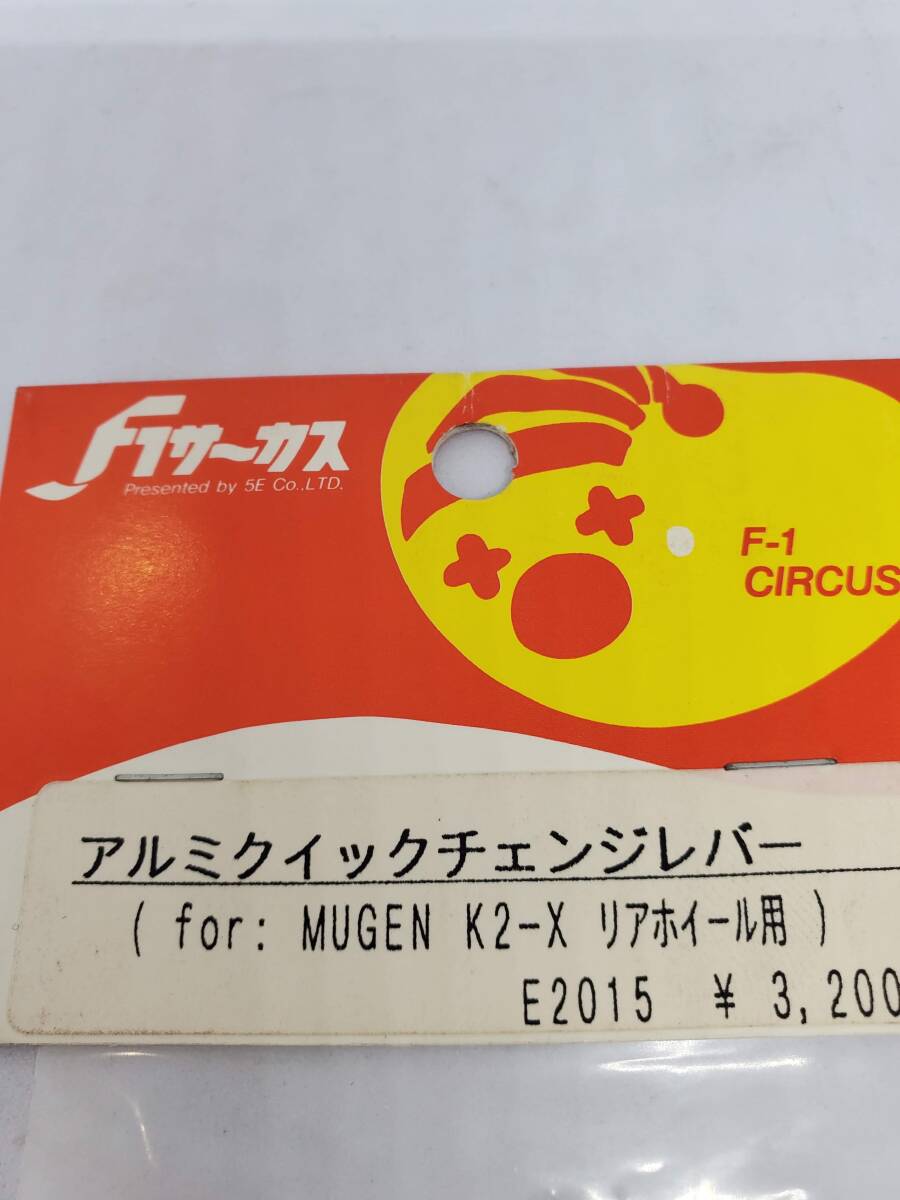 F1サーカス
Presented by 5E Co.,LTD.
F-1
CIRCUS
アルミクイックチェンジレバー
( for: MUGEN K2-X リアホイール用 )
E2015 ¥ 3,200